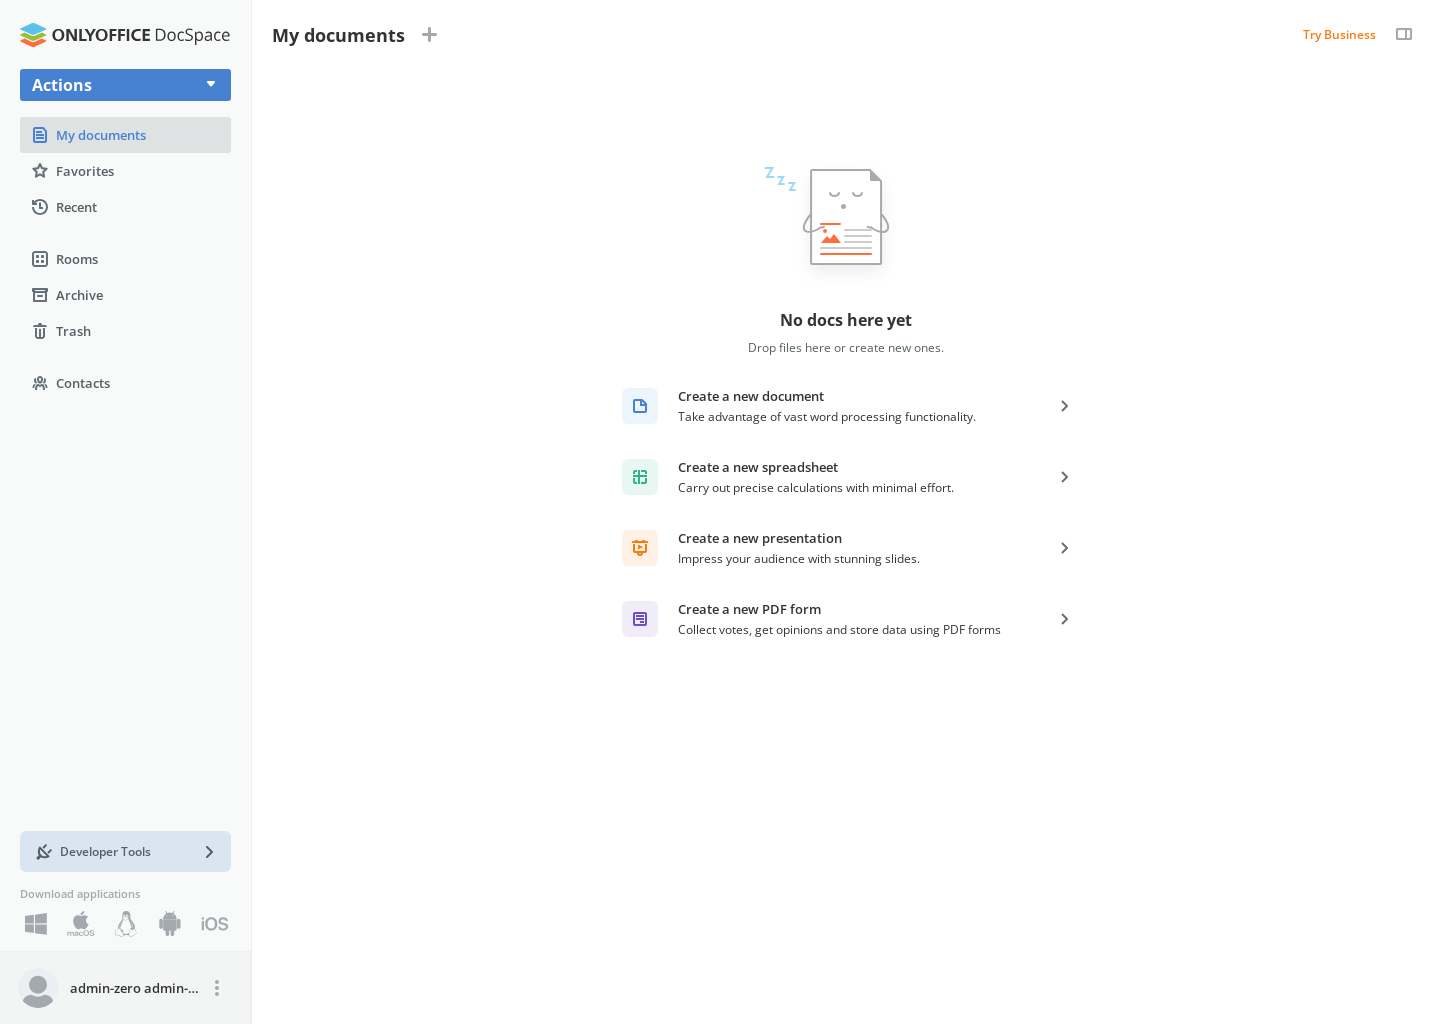 ONLYOFFICE DocSpace
Actions
My documents
Favorites
Recent
Rooms
Archive
Trash
Contacts
Developer Tools
Download applications
macOS
iOS
admin-zero admin-...
My documents
Try Business
z z z
No docs here yet
Drop files here or create new ones.
Create a new document
Take advantage of vast word processing functionality.
Create a new spreadsheet
Carry out precise calculations with minimal effort.
Create a new presentation
Impress your audience with stunning slides.
Create a new PDF form
Collect votes, get opinions and store data using PDF forms